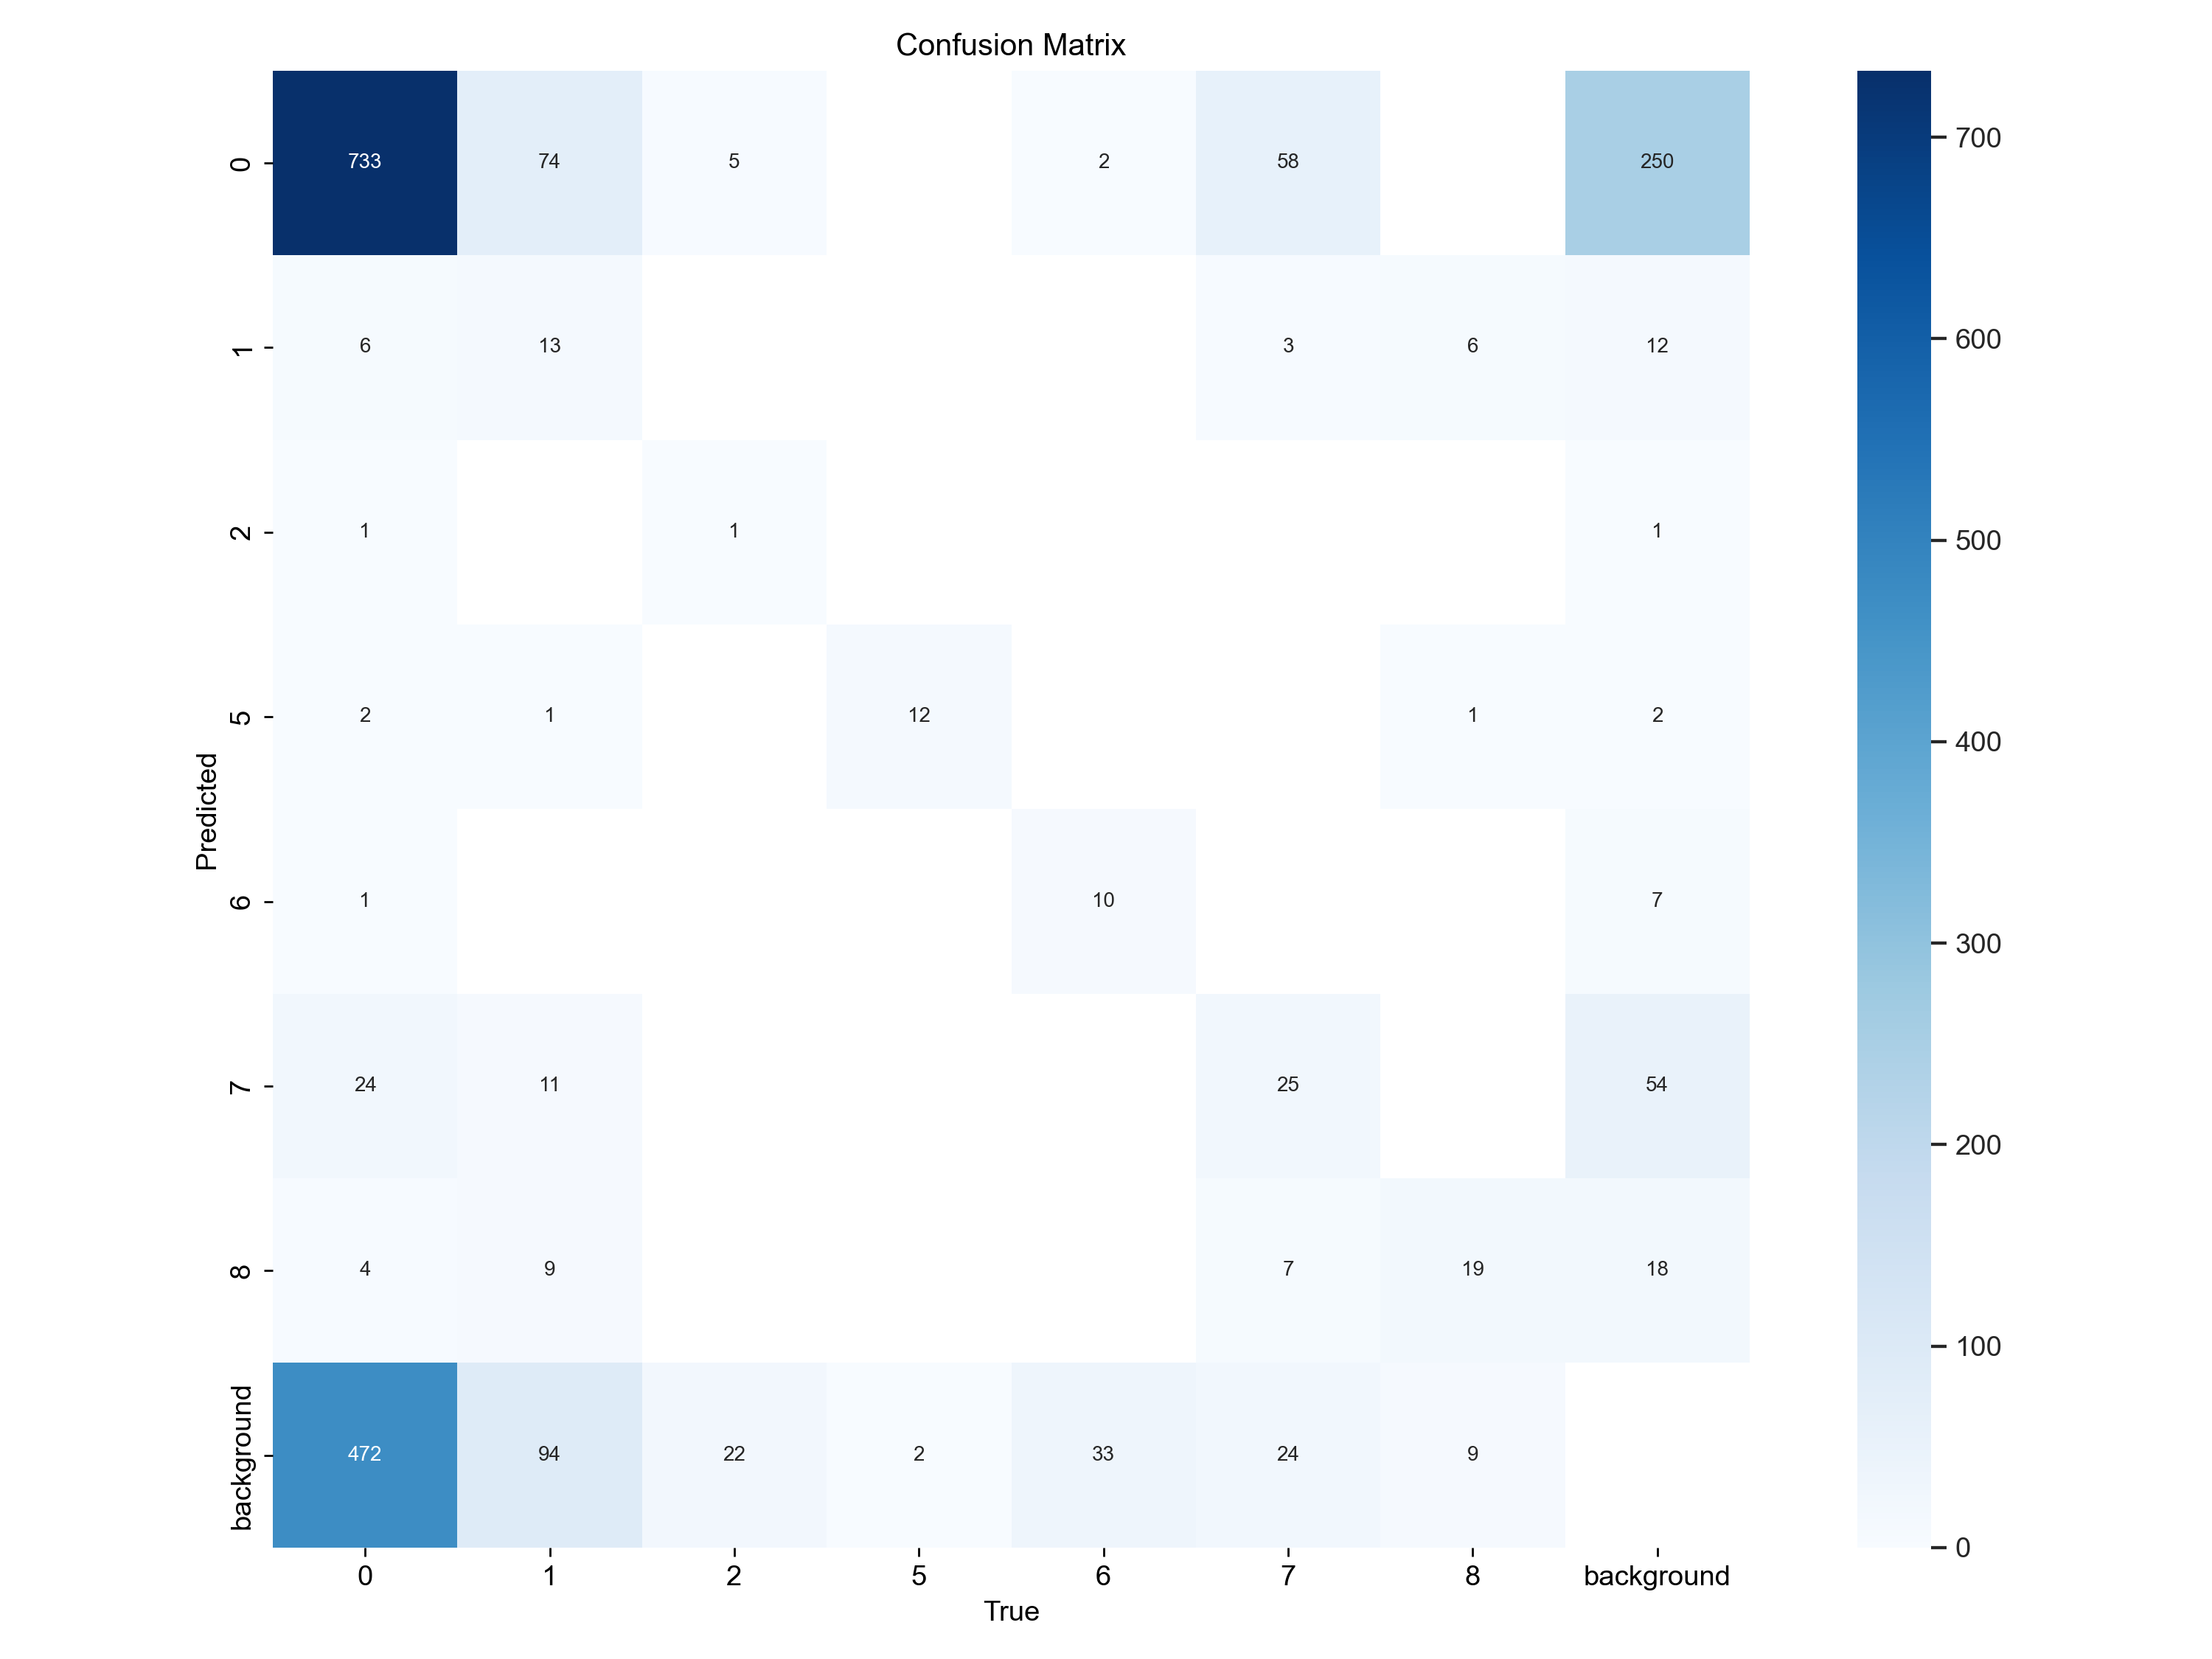 Confusion Matrix
0 733 74 5 2 58 250
1 6 13 3 6 12
2 1 1 1
5 2 1 12 1 2
6 1 10 7
7 24 11 25 54
8 4 9 7 19 18
background 472 94 22 2 33 24 9
0 1 2 5 6 7 8 background
True
Predicted
700
600
500
400
300
200
100
0